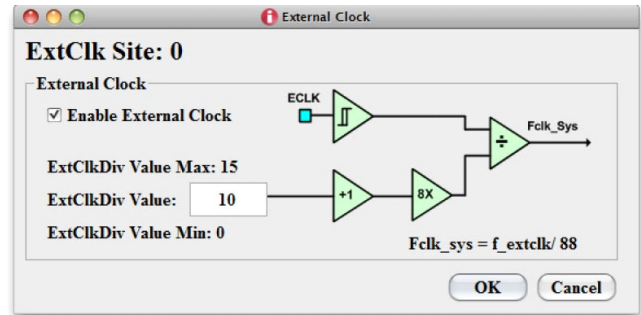 External Clock
ExtClk Site: 0
External Clock
Enable External Clock
ECLK
Fclk_Sys
÷
ExtClkDiv Value Max: 15
ExtClkDiv Value: 10
+1
8X
ExtClkDiv Value Min: 0
Fclk_sys = f_extclk/ 88
OK Cancel